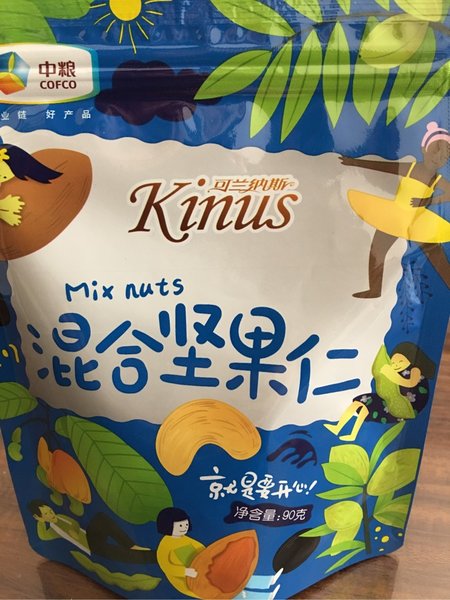 中粮
COFCO
业链 好产品
可兰纳斯
Kinus
Mix nuts
混合坚果仁
京就是要开心!
净含量:90克